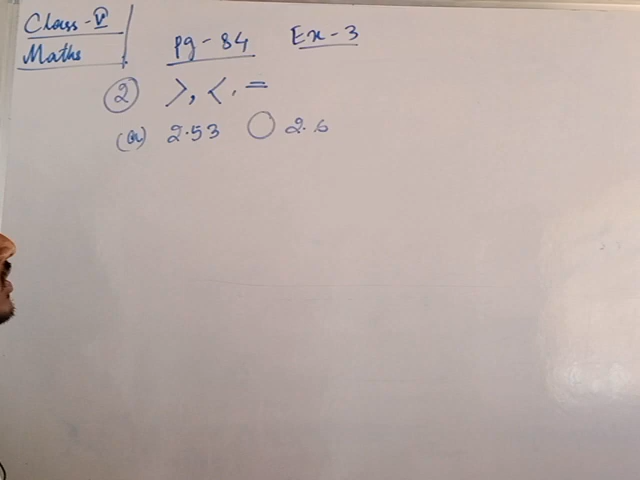 Class - V
Maths
pg - 84 Ex - 3
2 >, <, =
(a) 2.53 ○ 2.6